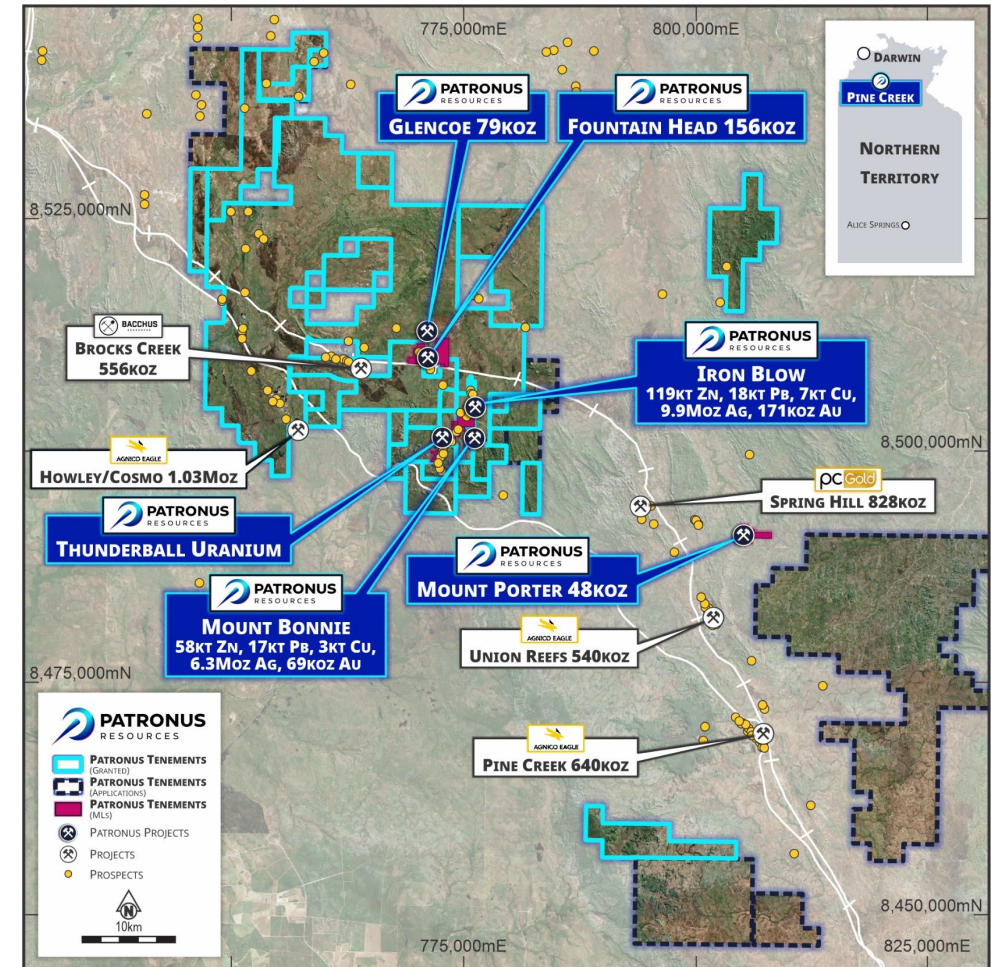 775,000mE
800,000mE
DARWIN
PINE CREEK
NORTHERN
TERRITORY
ALICE SPRINGS
PATRONUS
RESOURCES
GLENCOE 79KOZ
PATRONUS
RESOURCES
FOUNTAIN HEAD 156KOZ
8,525,000mN
BACCHUS
BROCKS CREEK
556KOZ
PATRONUS
RESOURCES
IRON BLOW
119KT ZN, 18KT PB, 7KT CU,
9.9MOZ AG, 171KOZ AU
8,500,000mN
AGNICO EAGLE
HOWLEY/COSMO 1.03MOZ
pcGold
SPRING HILL 828KOZ
PATRONUS
RESOURCES
THUNDERBALL URANIUM
PATRONUS
RESOURCES
MOUNT PORTER 48KOZ
PATRONUS
RESOURCES
MOUNT BONNIE
58KT ZN, 17KT PB, 3KT CU,
6.3MOZ AG, 69KOZ AU
AGNICO EAGLE
UNION REEFS 540KOZ
8,475,000mN
AGNICO EAGLE
PINE CREEK 640KOZ
PATRONUS
RESOURCES
PATRONUS TENEMENTS
(GRANTED)
PATRONUS TENEMENTS
(APPLICATIONS)
PATRONUS TENEMENTS
(MLS)
PATRONUS PROJECTS
PROJECTS
PROSPECTS
N
10km
8,450,000mN
775,000mE
825,000mE